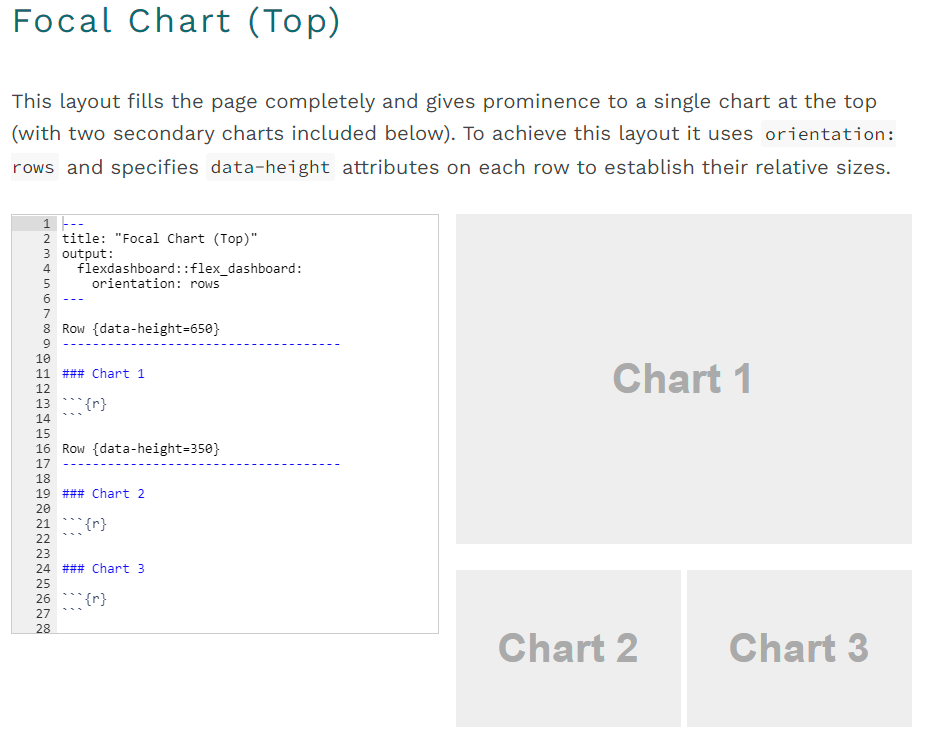 Focal Chart (Top)
This layout fills the page completely and gives prominence to a single chart at the top
(with two secondary charts included below). To achieve this layout it uses orientation:
rows and specifies data-height attributes on each row to establish their relative sizes.
1 ---
2 title: "Focal Chart (Top)"
3 output:
4   flexdashboard::flex_dashboard:
5     orientation: rows
6 ---
7
8 Row {data-height=650}
9 -------------------------------------
10
11 ### Chart 1
12
13 ```{r}
14 ```
15
16 Row {data-height=350}
17 -------------------------------------
18
19 ### Chart 2
20
21 ```{r}
22 ```
23
24 ### Chart 3
25
26 ```{r}
27 ```
28
Chart 1
Chart 2
Chart 3